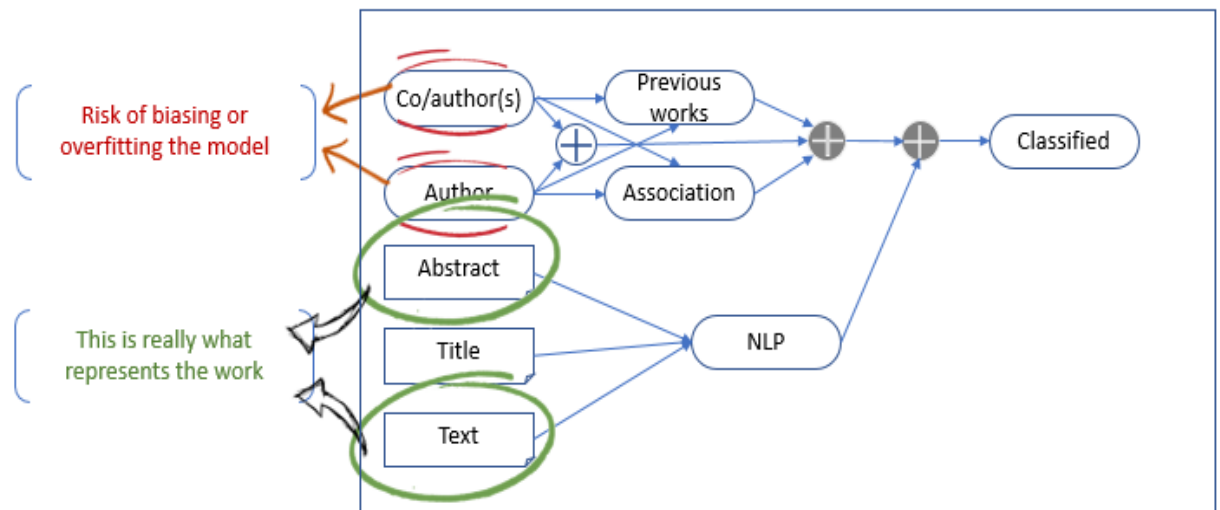 Risk of biasing or
overfitting the model
Co/author(s)
Previous
works
Classified
Author
Association
Abstract
This is really what
represents the work
Title
NLP
Text